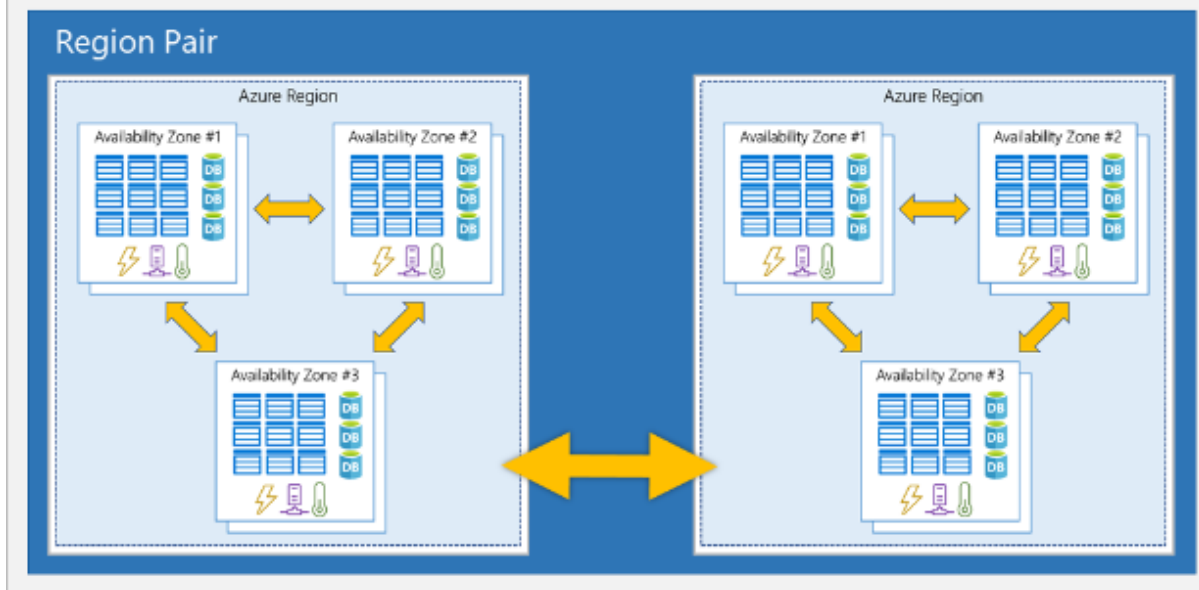 Region Pair
Azure Region
Availability Zone #1
Availability Zone #2
DB
DB
DB
DB
DB
DB
Availability Zone #3
DB
DB
DB
Azure Region
Availability Zone #1
Availability Zone #2
DB
DB
DB
DB
DB
DB
Availability Zone #3
DB
DB
DB